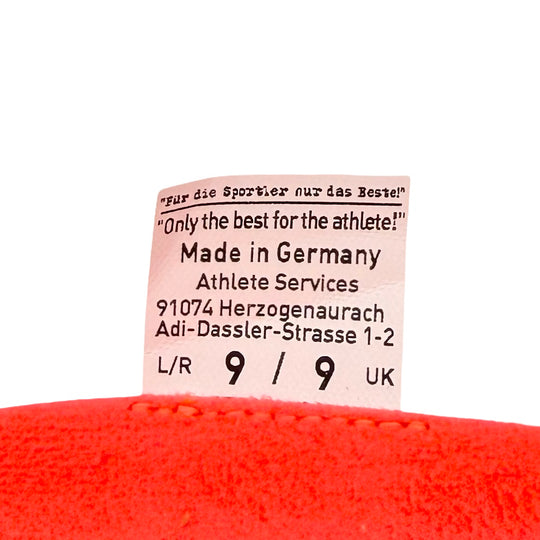 "Für die Sportler nur das Beste!"
"Only the best for the athlete!"
Made in Germany
Athlete Services
91074 Herzogenaurach
Adi-Dassler-Strasse 1-2
L/R 9 / 9 UK